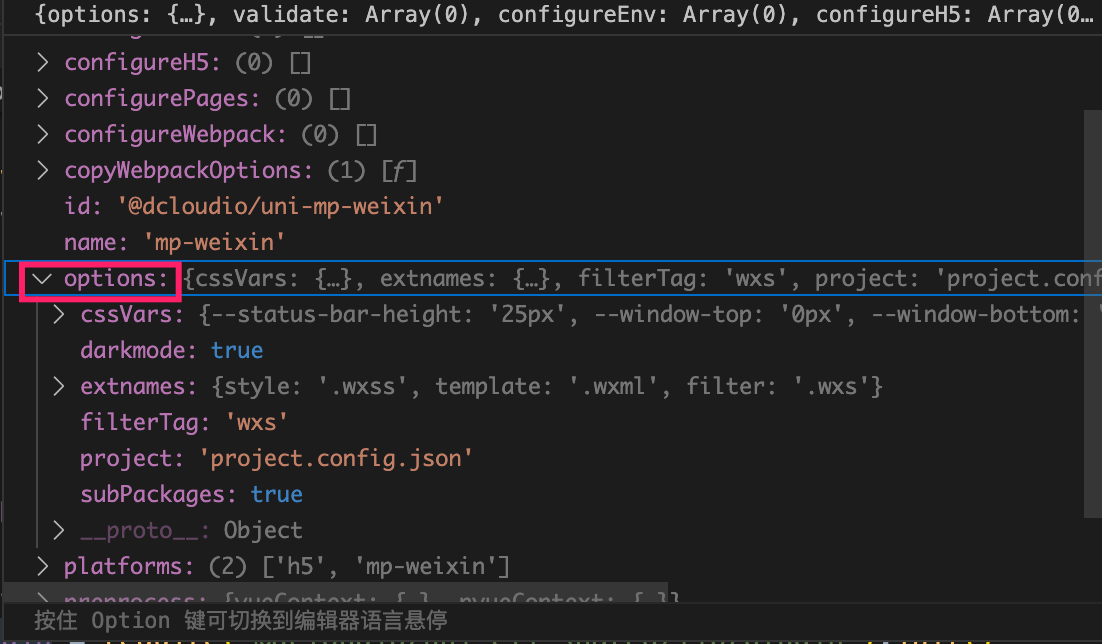 {options: {…}, validate: Array(0), configureEnv: Array(0), configureH5: Array(0…
configureH5: (0) []
configurePages: (0) []
configureWebpack: (0) []
copyWebpackOptions: (1) [ƒ]
id: '@dcloudio/uni-mp-weixin'
name: 'mp-weixin'
options: {cssVars: {…}, extnames: {…}, filterTag: 'wxs', project: 'project.conf
cssVars: {--status-bar-height: '25px', --window-top: '0px', --window-bottom: '
darkmode: true
extnames: {style: '.wxss', template: '.wxml', filter: '.wxs'}
filterTag: 'wxs'
project: 'project.config.json'
subPackages: true
__proto__: Object
platforms: (2) ['h5', 'mp-weixin']
preprocess: {vueContext: {…}, nvueContext: {…}}
按住 Option 键可切换到编辑器语言悬停